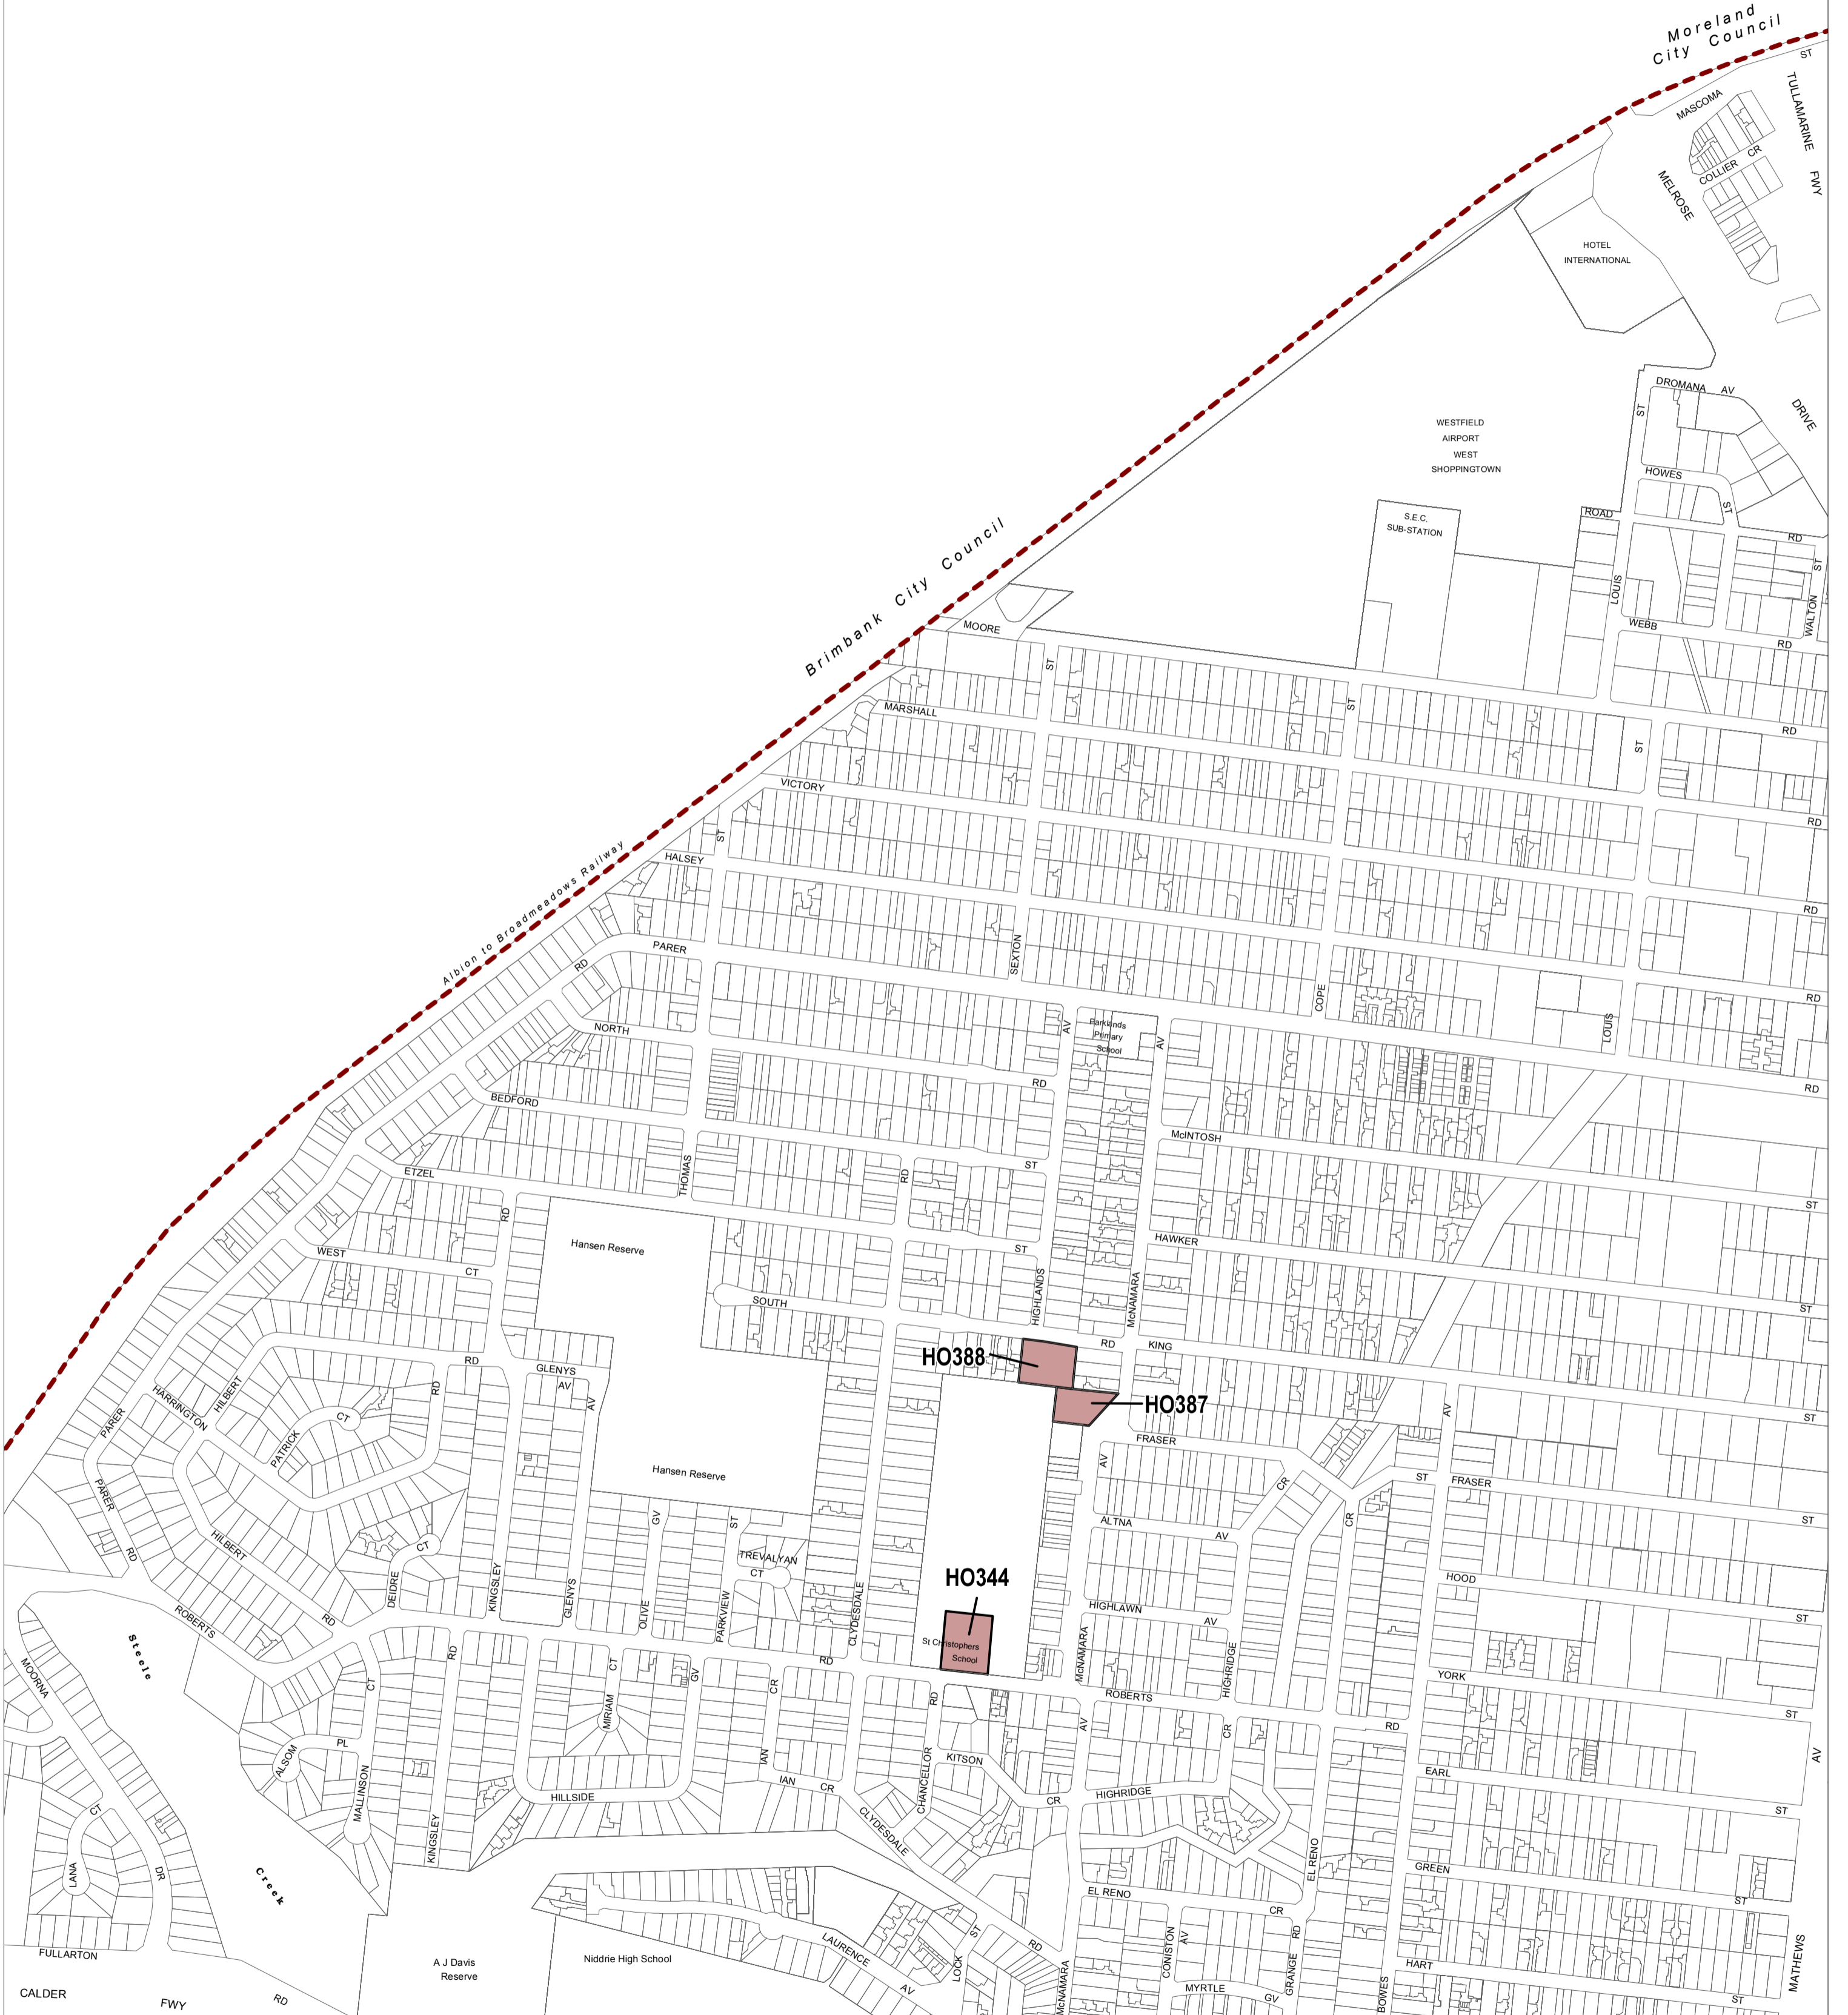 Moreland
City Council
ST
MASCOMA
TULLAMARINE
FWY
COLLIER CR
MELROSE
HOTEL
INTERNATIONAL
DROMANA AV
ST
DRIVE
WESTFIELD
AIRPORT
WEST
SHOPPINGTOWN
HOWES
ST
S.E.C.
SUB-STATION
ROAD
RD
ST
LOUIS
WALTON
WEBB
RD
Brimbank City Council
MOORE
ST
ST
MARSHALL
RD
ST
VICTORY
RD
ST
HALSEY
Albion to Broadmeadows Railway
RD
PARER
RD
SEXTON
COPE
RD
NORTH
AV
Parklands
Primary
School
AV
LOUIS
RD
RD
BEDFORD
McINTOSH
ST
ETZEL
THOMAS
RD
ST
RD
Hansen Reserve
ST
HAWKER
WEST
CT
SOUTH
HIGHLANDS
McNAMARA
ST
RD
KING
HO388
RD
GLENYS
AV
AV
RD
HILBERT
HARRINGTON
PARER
CT
PATRICK
HO387
AV
ST
FRASER
AV
Hansen Reserve
CR
ST
FRASER
PARER
RD
GV
ST
ALTNA
AV
CR
ST
HILBERT
RD
CT
DEIDRE
KINGSLEY
GLENYS
OLIVE
PARKVIEW
TREVALYAN
CT
CLYDESDALE
HO344
HOOD
ST
ROBERTS
HIGHLAWN
AV
St Christophers
School
McNAMARA
HIGHRIDGE
Steele
MOORNA
RD
CT
CT
GV
RD
CR
YORK
ST
ROBERTS
RD
AV
CR
RD
MIRIAM
PL
ALSOM
MALLINSON
IAN
KITSON
CHANCELLOR
AV
EARL
ST
IAN CR
HILLSIDE
CR
HIGHRIDGE
CLYDESDALE
CT
KINGSLEY
LANA
DR
Creek
EL RENO
GREEN
ST
EL RENO
CR
FULLARTON
A J Davis
Reserve
Niddrie High School
LAURENCE
AV
LOCK
ST
RD
McNAMARA
CONISTON
AV
GRANGE
RD
BOWES
HART
ST
MATHEWS
MYRTLE
GV
CALDER
FWY
RD